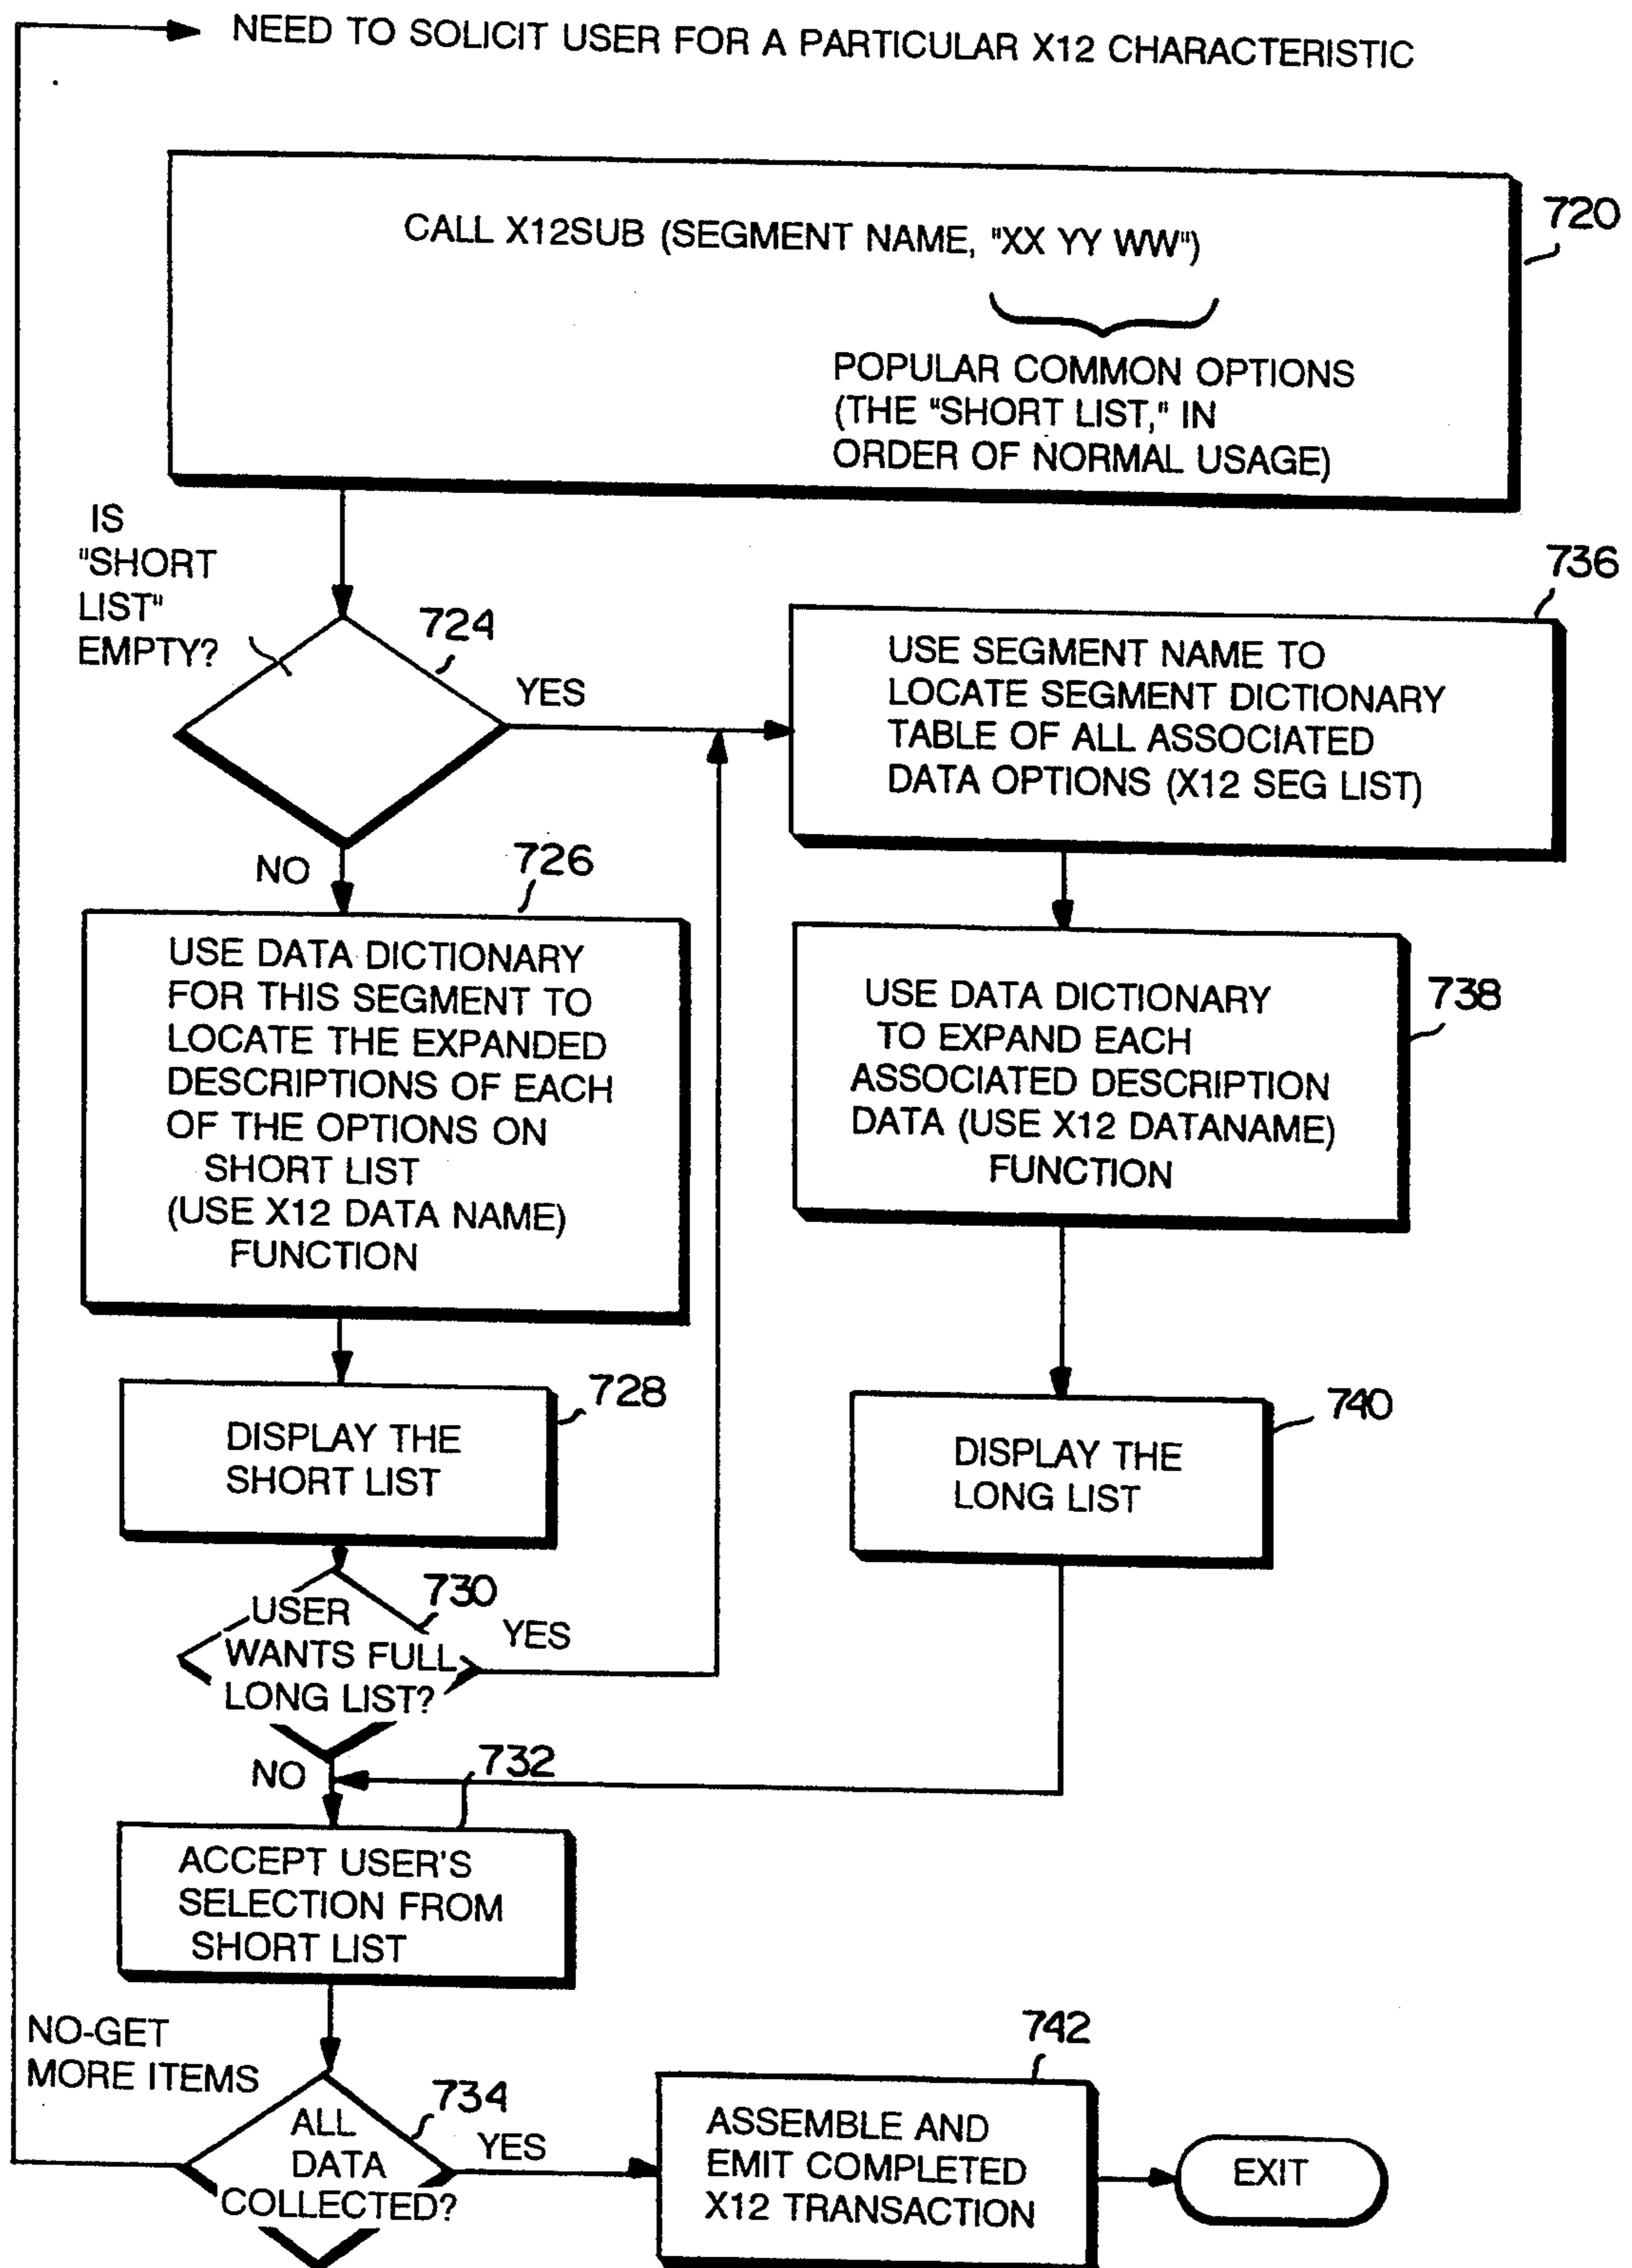 NEED TO SOLICIT USER FOR A PARTICULAR X12 CHARACTERISTIC
720
CALL X12SUB (SEGMENT NAME, "XX YY WW")
POPULAR COMMON OPTIONS
(THE "SHORT LIST," IN
ORDER OF NORMAL USAGE)
IS
"SHORT
LIST"
EMPTY?
724
YES
NO
736
USE SEGMENT NAME TO
LOCATE SEGMENT DICTIONARY
TABLE OF ALL ASSOCIATED
DATA OPTIONS (X12 SEG LIST)
726
USE DATA DICTIONARY
FOR THIS SEGMENT TO
LOCATE THE EXPANDED
DESCRIPTIONS OF EACH
OF THE OPTIONS ON
SHORT LIST
(USE X12 DATA NAME)
FUNCTION
738
USE DATA DICTIONARY
TO EXPAND EACH
ASSOCIATED DESCRIPTION
DATA (USE X12 DATANAME)
FUNCTION
728
DISPLAY THE
SHORT LIST
740
DISPLAY THE
LONG LIST
730
USER
WANTS FULL
LONG LIST?
YES
NO
732
ACCEPT USER'S
SELECTION FROM
SHORT LIST
NO-GET
MORE ITEMS
734
ALL
DATA
COLLECTED?
YES
742
ASSEMBLE AND
EMIT COMPLETED
X12 TRANSACTION
EXIT